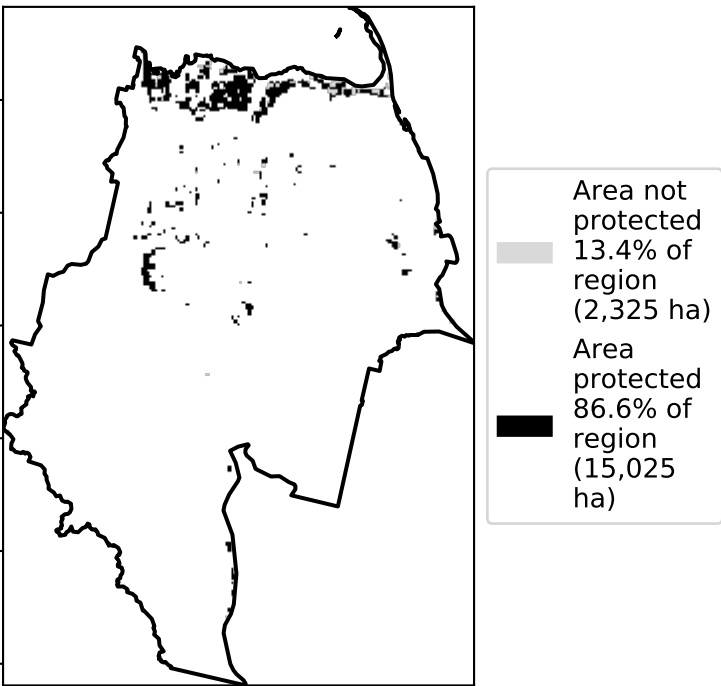 Area not
protected
13.4% of
region
(2,325 ha)
Area
protected
86.6% of
region
(15,025
ha)